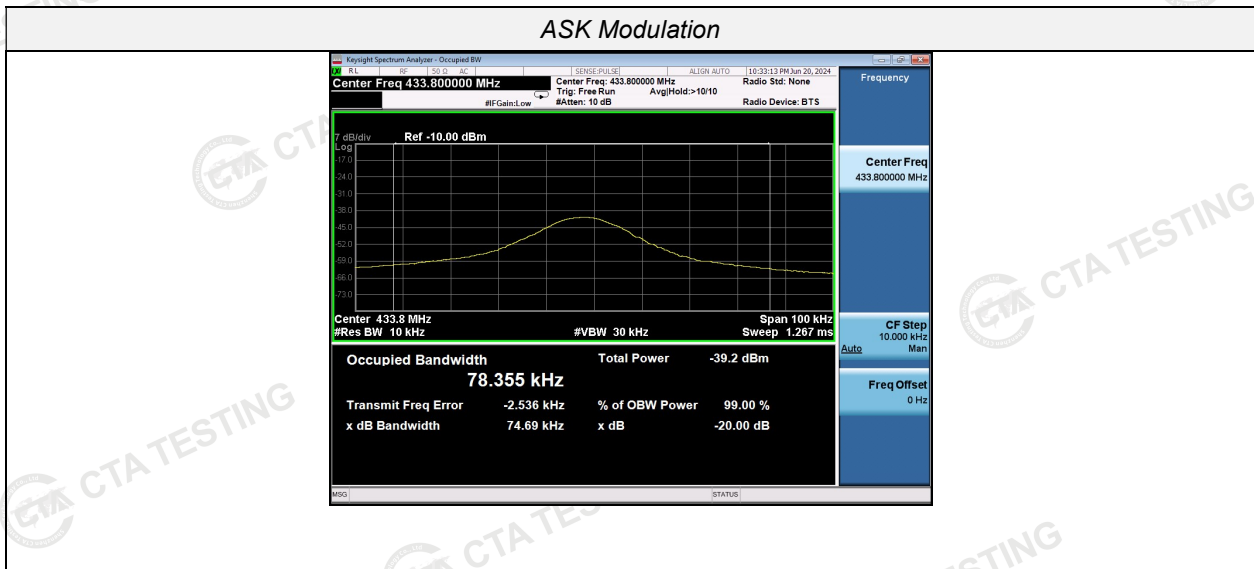 ASK Modulation
Keysight Spectrum Analyzer - Occupied BW
RL RF 50 Ω AC SENSE:PULSE ALIGN AUTO 10:33:13 PM Jun 20, 2024
Center Freq 433.800000 MHz
Center Freq: 433.800000 MHz Radio Std: None
Trig: Free Run Avg|Hold:>10/10
#IFGain:Low #Atten: 10 dB Radio Device: BTS
7 dB/div Ref -10.00 dBm
Log
-17.0
-24.0
-31.0
-38.0
-45.0
-52.0
-59.0
-66.0
-73.0
Center 433.8 MHz Span 100 kHz
#Res BW 10 kHz #VBW 30 kHz Sweep 1.267 ms
Occupied Bandwidth Total Power -39.2 dBm
78.355 kHz
Transmit Freq Error -2.536 kHz % of OBW Power 99.00 %
x dB Bandwidth 74.69 kHz x dB -20.00 dB
MSG STATUS
Frequency
Center Freq
433.800000 MHz
CF Step
10.000 kHz
Auto Man
Freq Offset
0 Hz
CTA TESTING
CTA TESTING